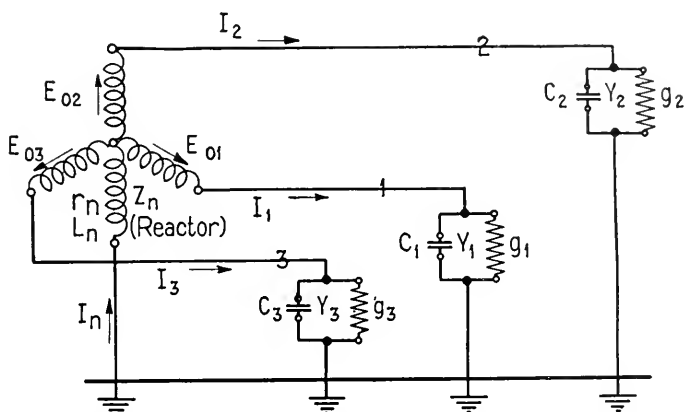 I2
2
E02
C2 Y2 g2
E03
E01
rn Zn
Ln (Reactor)
1
I1
C1 Y1 g1
3
I3
C3 Y3 g3
In